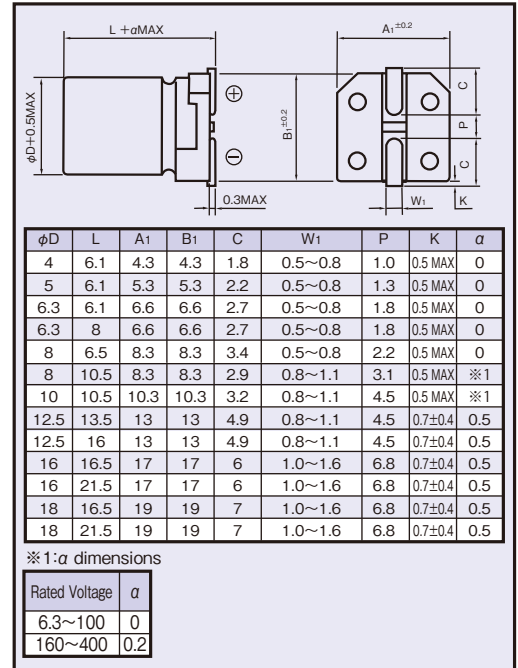 L +αMAX
A1±0.2
φD+0.5MAX
B1±0.2
C
P
C
0.3MAX
W1
K
φD L A1 B1 C W1 P K α
4 6.1 4.3 4.3 1.8 0.5~0.8 1.0 0.5 MAX 0
5 6.1 5.3 5.3 2.2 0.5~0.8 1.3 0.5 MAX 0
6.3 6.1 6.6 6.6 2.7 0.5~0.8 1.8 0.5 MAX 0
6.3 8 6.6 6.6 2.7 0.5~0.8 1.8 0.5 MAX 0
8 6.5 8.3 8.3 3.4 0.5~0.8 2.2 0.5 MAX 0
8 10.5 8.3 8.3 2.9 0.8~1.1 3.1 0.5 MAX ※1
10 10.5 10.3 10.3 3.2 0.8~1.1 4.5 0.5 MAX ※1
12.5 13.5 13 13 4.9 0.8~1.1 4.5 0.7±0.4 0.5
12.5 16 13 13 4.9 0.8~1.1 4.5 0.7±0.4 0.5
16 16.5 17 17 6 1.0~1.6 6.8 0.7±0.4 0.5
16 21.5 17 17 6 1.0~1.6 6.8 0.7±0.4 0.5
18 16.5 19 19 7 1.0~1.6 6.8 0.7±0.4 0.5
18 21.5 19 19 7 1.0~1.6 6.8 0.7±0.4 0.5
※1:α dimensions
Rated Voltage α
6.3~100 0
160~400 0.2